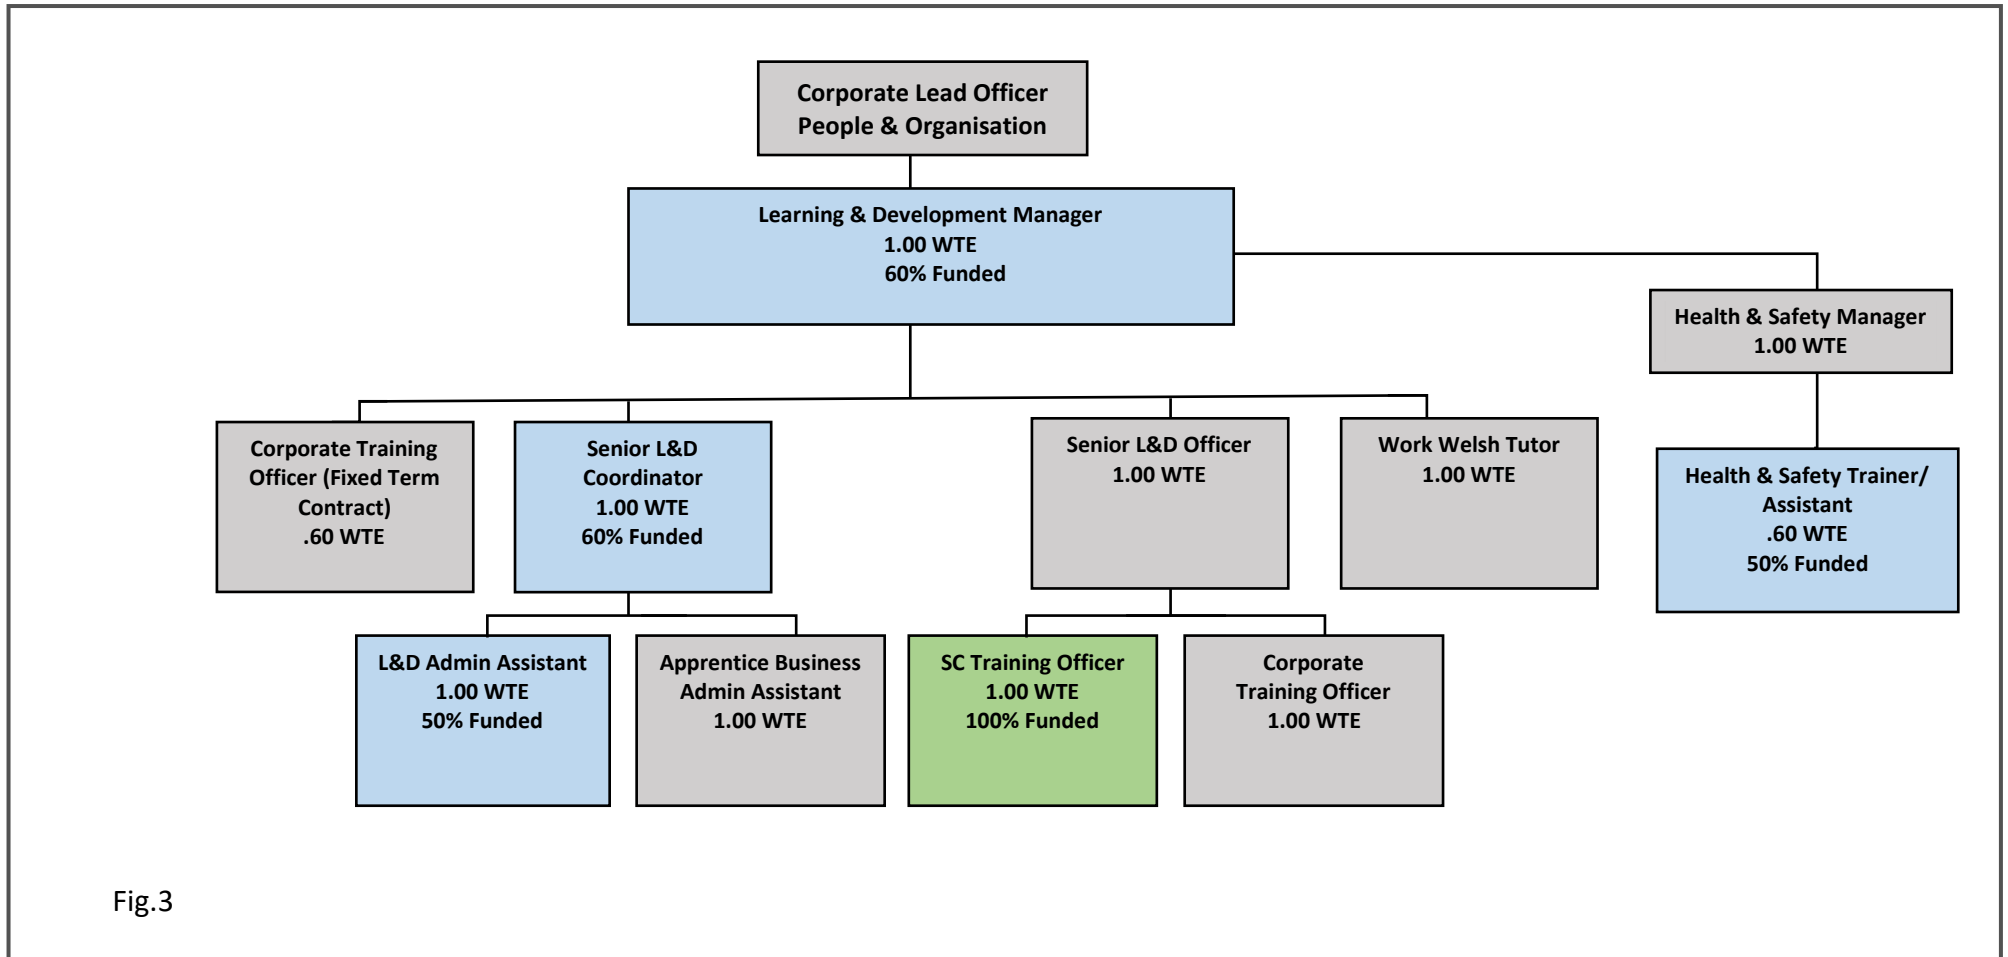 Corporate Lead Officer
People & Organisation
Learning & Development Manager
1.00 WTE
60% Funded
Health & Safety Manager
1.00 WTE
Corporate Training
Officer (Fixed Term
Contract)
.60 WTE
Senior L&D
Coordinator
1.00 WTE
60% Funded
Senior L&D Officer
1.00 WTE
Work Welsh Tutor
1.00 WTE
Health & Safety Trainer/
Assistant
.60 WTE
50% Funded
L&D Admin Assistant
1.00 WTE
50% Funded
Apprentice Business
Admin Assistant
1.00 WTE
SC Training Officer
1.00 WTE
100% Funded
Corporate
Training Officer
1.00 WTE
Fig.3